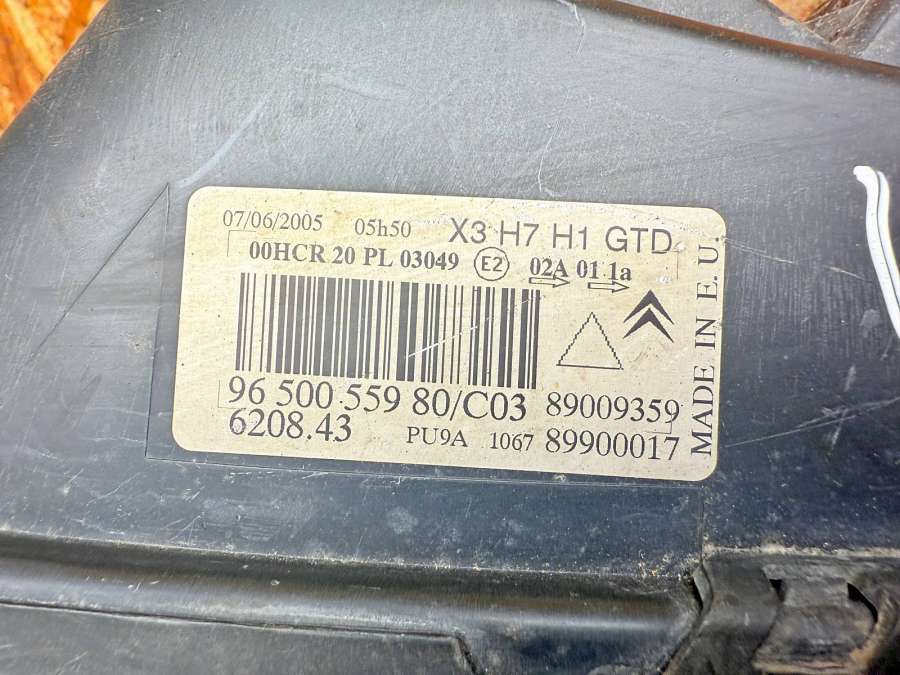 07/06/2005 05h50 X3 H7 H1 GTD
00HCR 20 PL 03049 E2 02A 01 1a
96 500 559 80/C03 89009359
6208.43 PU9A 1067 89900017
MADE IN E.U